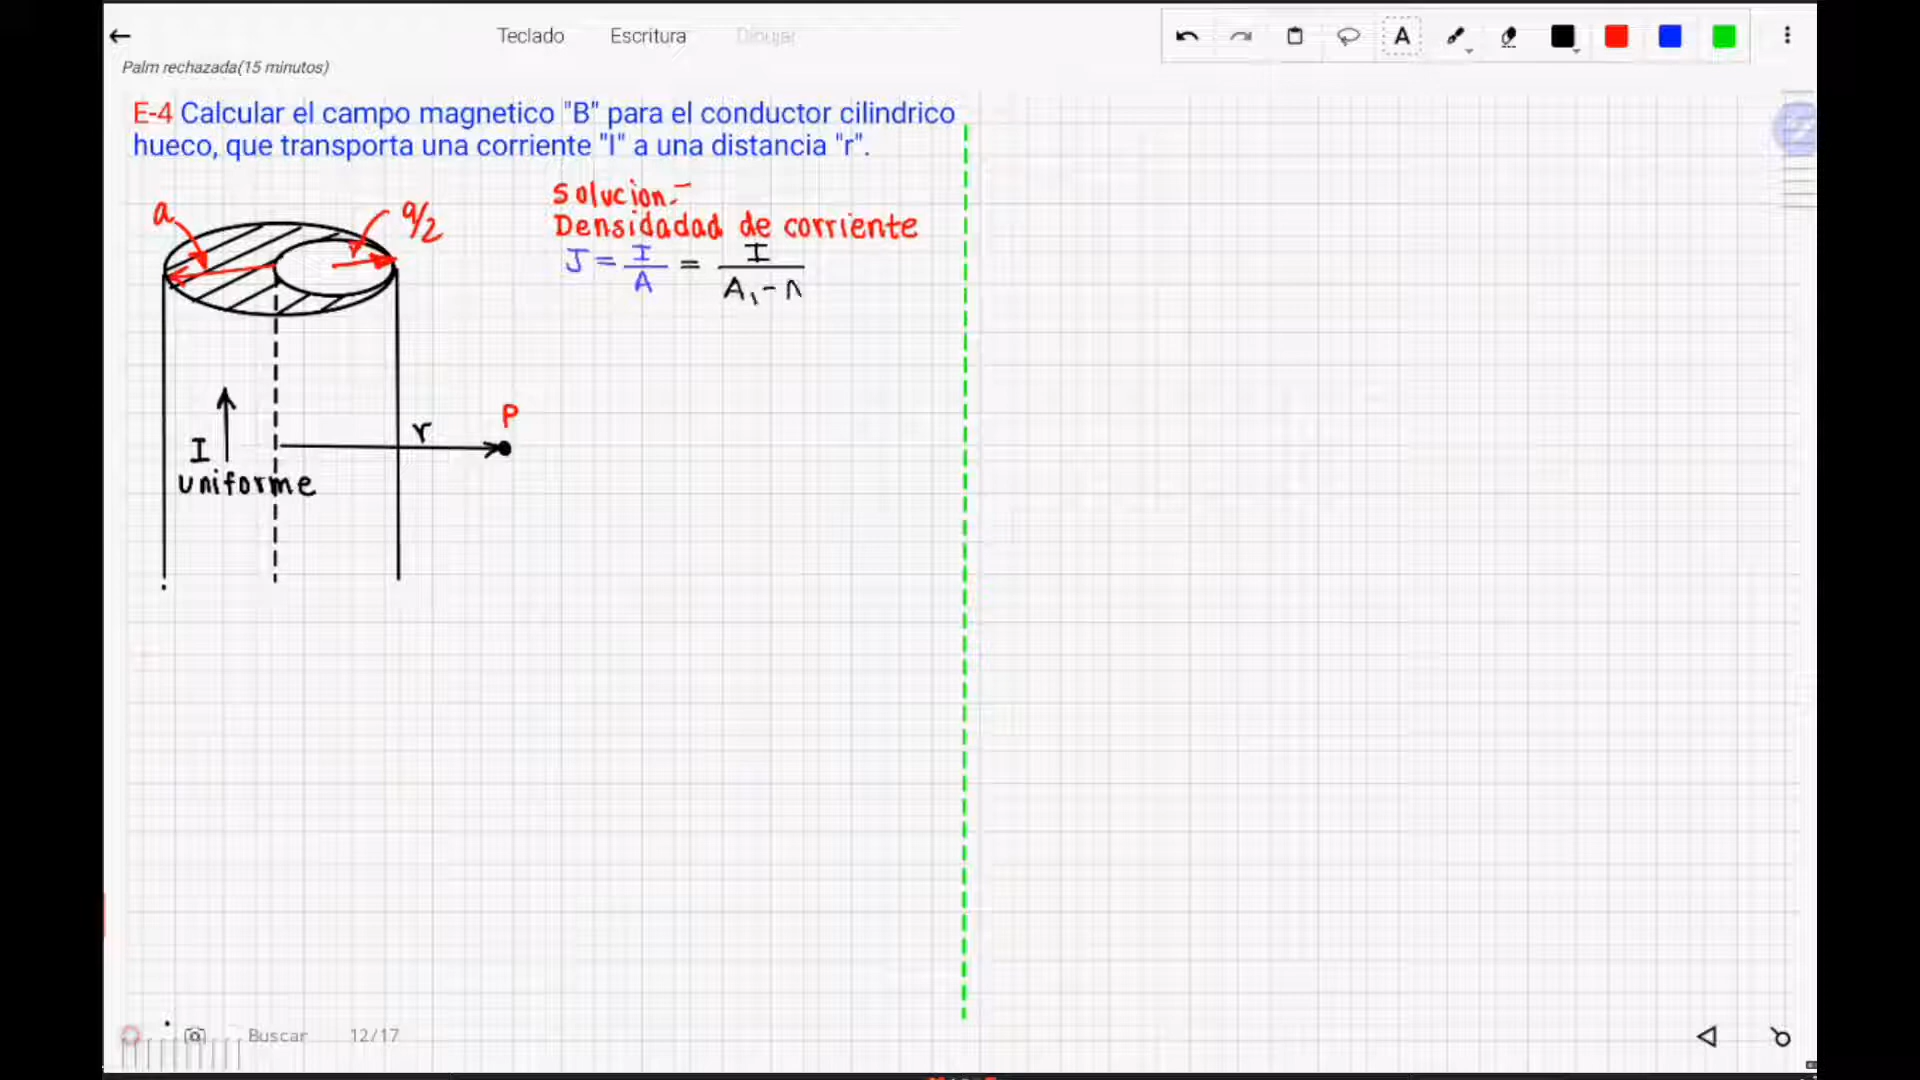 Teclado Escritura Dibujar A
Palm rechazada(15 minutos)
E-4 Calcular el campo magnetico "B" para el conductor cilindrico
hueco, que transporta una corriente "I" a una distancia "r".
Solucion.-
Densidadad de corriente
J = I/A = I/A₁-
a
a/2
P
r
I
uniforme
Buscar 12/17